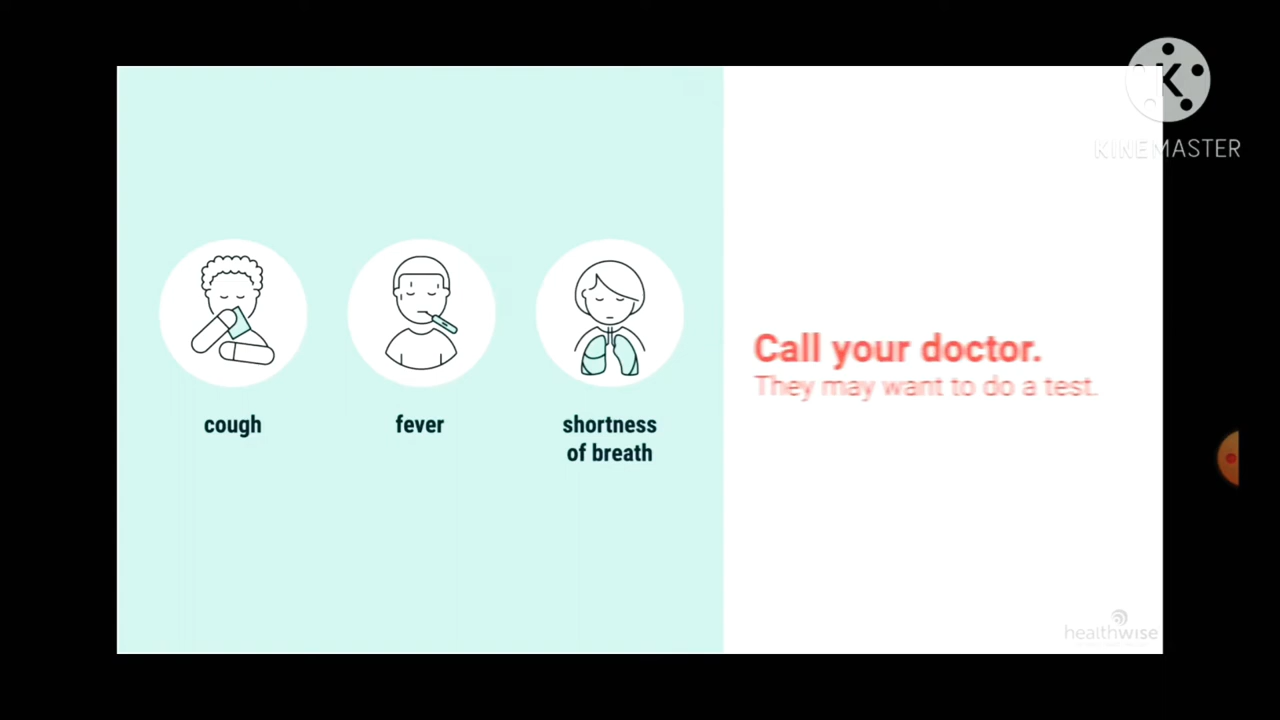 KINEMASTER
cough
fever
shortness
of breath
Call your doctor.
They may want to do a test.
healthwise